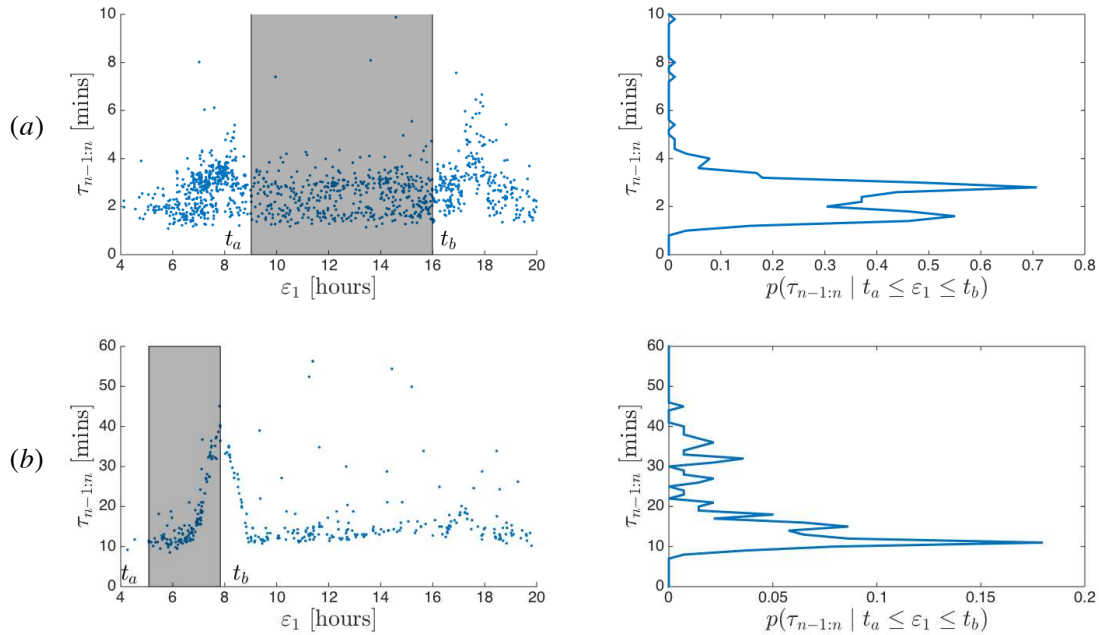 (a)
τₙ₋₁:ₙ [mins]
10
8
6
4
2
0
tₐ
t_b
4 6 8 10 12 14 16 18 20
ε₁ [hours]
τₙ₋₁:ₙ [mins]
10
8
6
4
2
0
0 0.1 0.2 0.3 0.4 0.5 0.6 0.7 0.8
p(τₙ₋₁:ₙ | tₐ ≤ ε₁ ≤ t_b)
(b)
τₙ₋₁:ₙ [mins]
60
50
40
30
20
10
0
tₐ
t_b
4 6 8 10 12 14 16 18 20
ε₁ [hours]
τₙ₋₁:ₙ [mins]
60
50
40
30
20
10
0
0 0.05 0.1 0.15 0.2
p(τₙ₋₁:ₙ | tₐ ≤ ε₁ ≤ t_b)